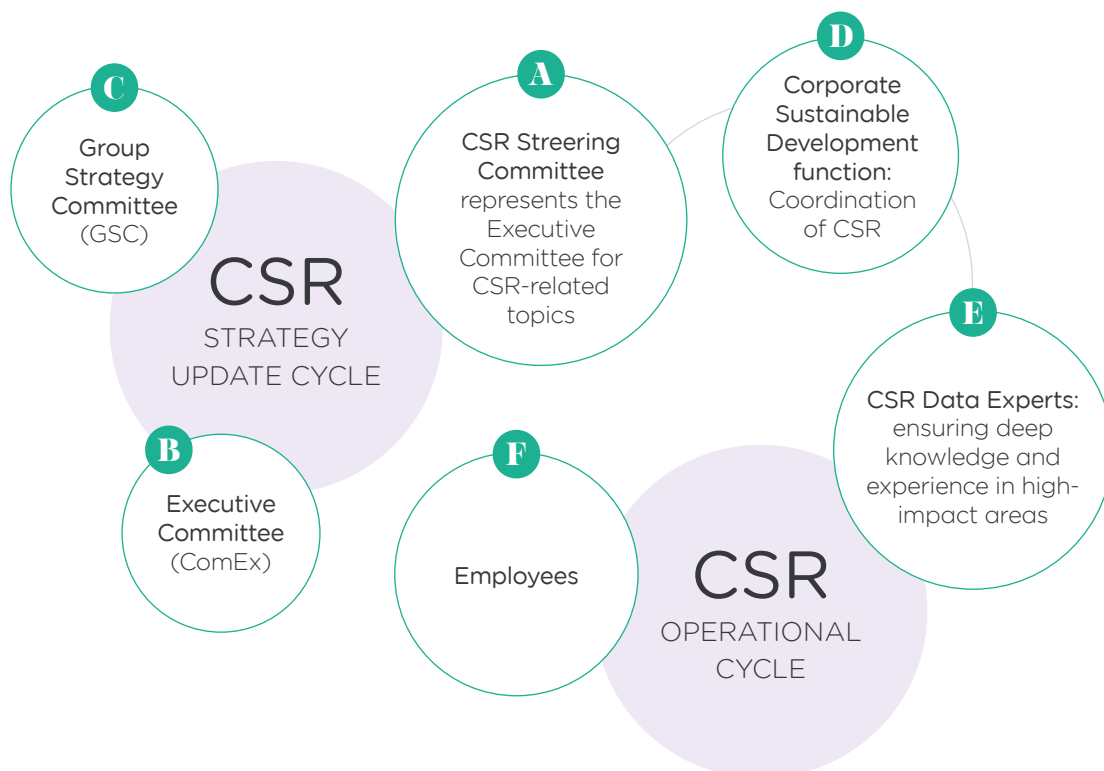 C
Group
Strategy
Committee
(GSC)
A
CSR Streering
Committee
represents the
Executive
Committee for
CSR-related
topics
D
Corporate
Sustainable
Development
function:
Coordination
of CSR
CSR
STRATEGY
UPDATE CYCLE
E
CSR Data Experts:
ensuring deep
knowledge and
experience in high-
impact areas
B
Executive
Committee
(ComEx)
F
Employees
CSR
OPERATIONAL
CYCLE